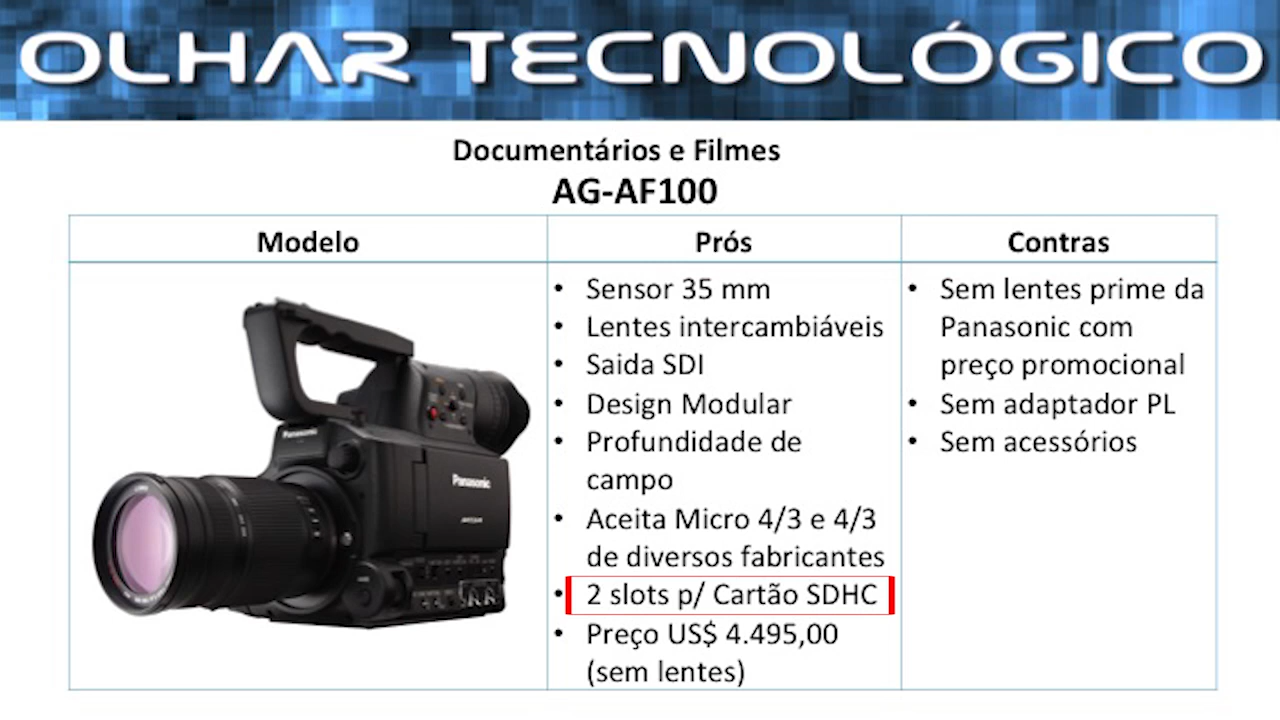 OLHAR TECNOLÓGICO
Documentários e Filmes
AG-AF100
Modelo
Prós
Contras
Panasonic
Panasonic
• Sensor 35 mm
• Lentes intercambiáveis
• Saida SDI
• Design Modular
• Profundidade de
campo
• Aceita Micro 4/3 e 4/3
de diversos fabricantes
• 2 slots p/ Cartão SDHC
• Preço US$ 4.495,00
(sem lentes)
• Sem lentes prime da
Panasonic com
preço promocional
• Sem adaptador PL
• Sem acessórios